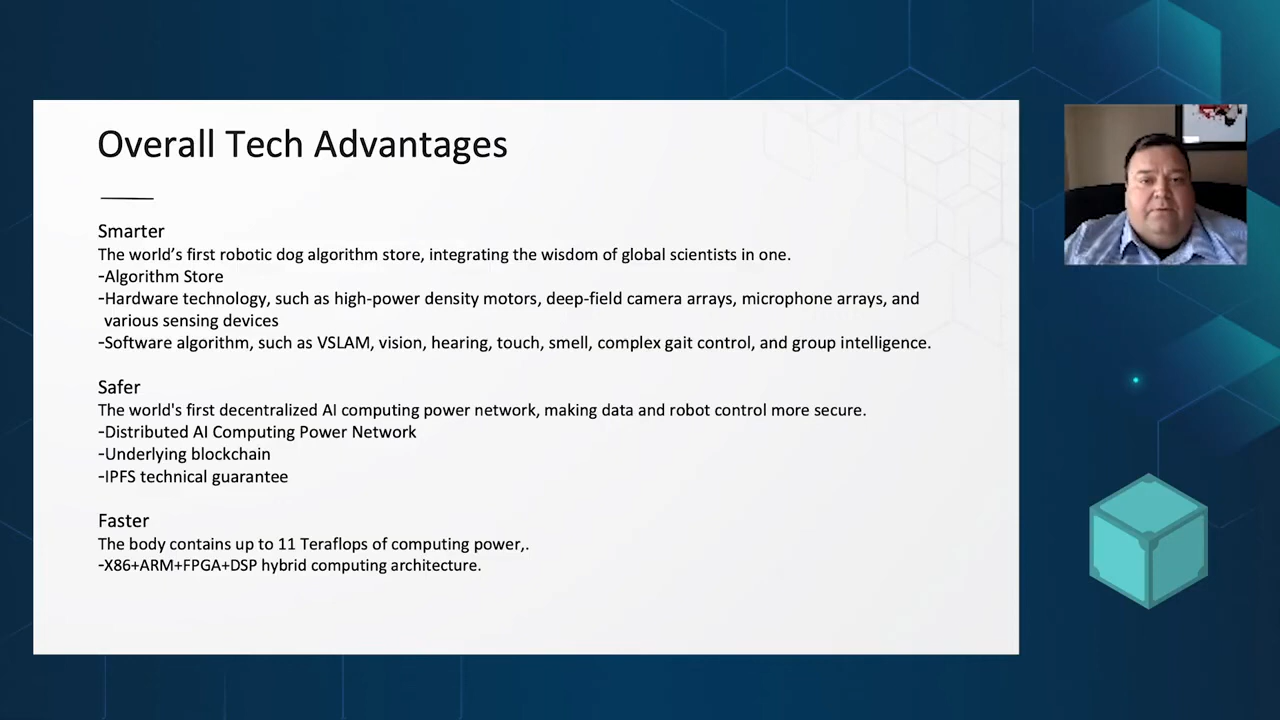 Overall Tech Advantages
Smarter
The world’s first robotic dog algorithm store, integrating the wisdom of global scientists in one.
-Algorithm Store
-Hardware technology, such as high-power density motors, deep-field camera arrays, microphone arrays, and
various sensing devices
-Software algorithm, such as VSLAM, vision, hearing, touch, smell, complex gait control, and group intelligence.
Safer
The world's first decentralized AI computing power network, making data and robot control more secure.
-Distributed AI Computing Power Network
-Underlying blockchain
-IPFS technical guarantee
Faster
The body contains up to 11 Teraflops of computing power,.
-X86+ARM+FPGA+DSP hybrid computing architecture.